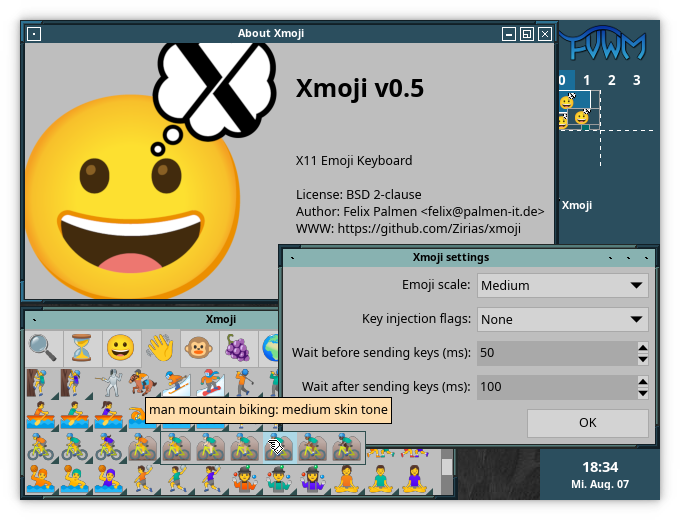 About Xmoji
FVWM
0 1 2 3
Xmoji v0.5
X11 Emoji Keyboard
License: BSD 2-clause
Author: Felix Palmen <felix@palmen-it.de>
WWW: https://github.com/Zirias/xmoji
Xmoji
Xmoji settings
Emoji scale: Medium
Key injection flags: None
Wait before sending keys (ms): 50
Wait after sending keys (ms): 100
OK
Xmoji
man mountain biking: medium skin tone
18:34
Mi. Aug. 07